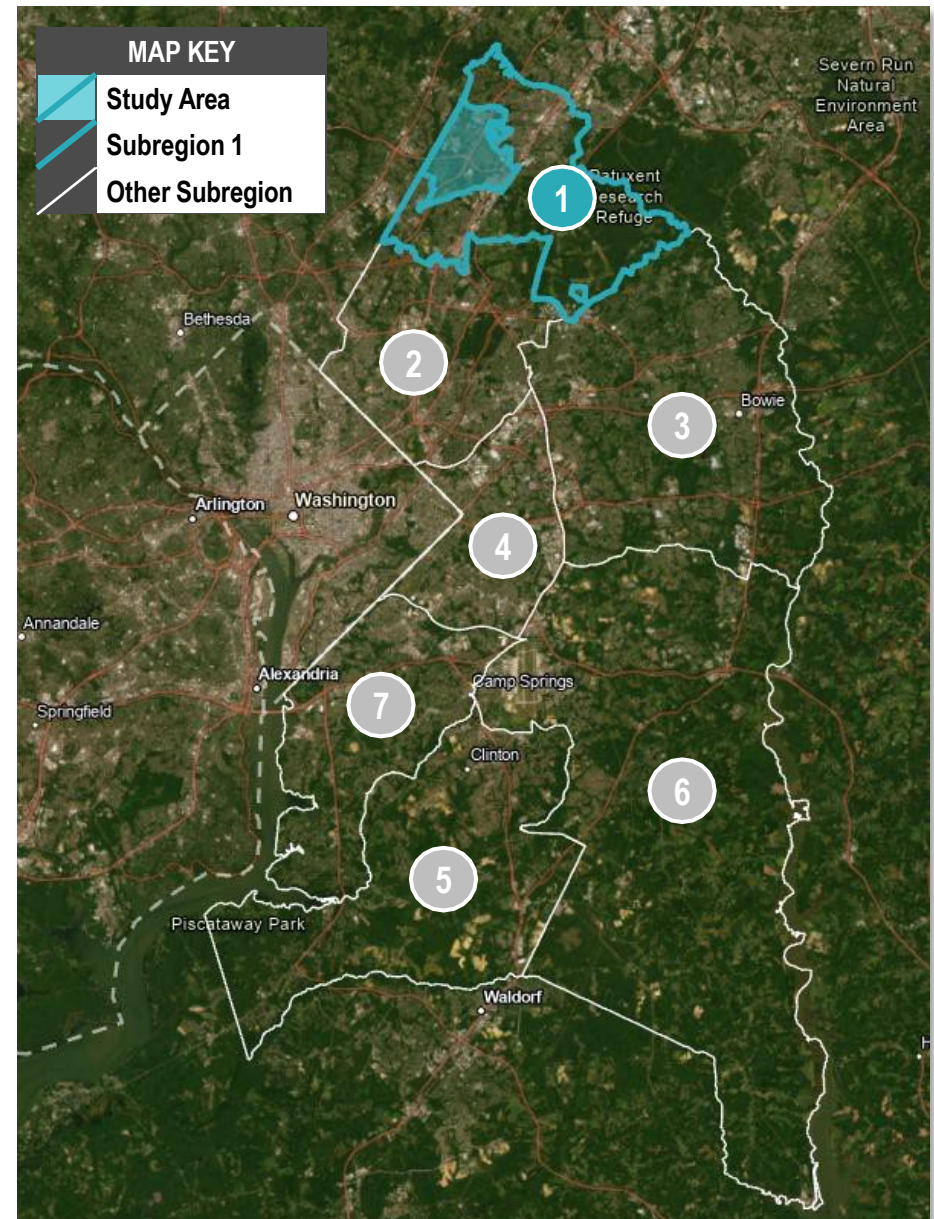 MAP KEY
Study Area
Subregion 1
Other Subregion
Severn Run
Natural
Environment
Area
1
Patuxent
Research
Refuge
Bethesda
2
3
Bowie
Arlington
Washington
4
Annandale
Alexandria
Camp Springs
7
Springfield
Clinton
6
5
Piscataway Park
Waldorf
H